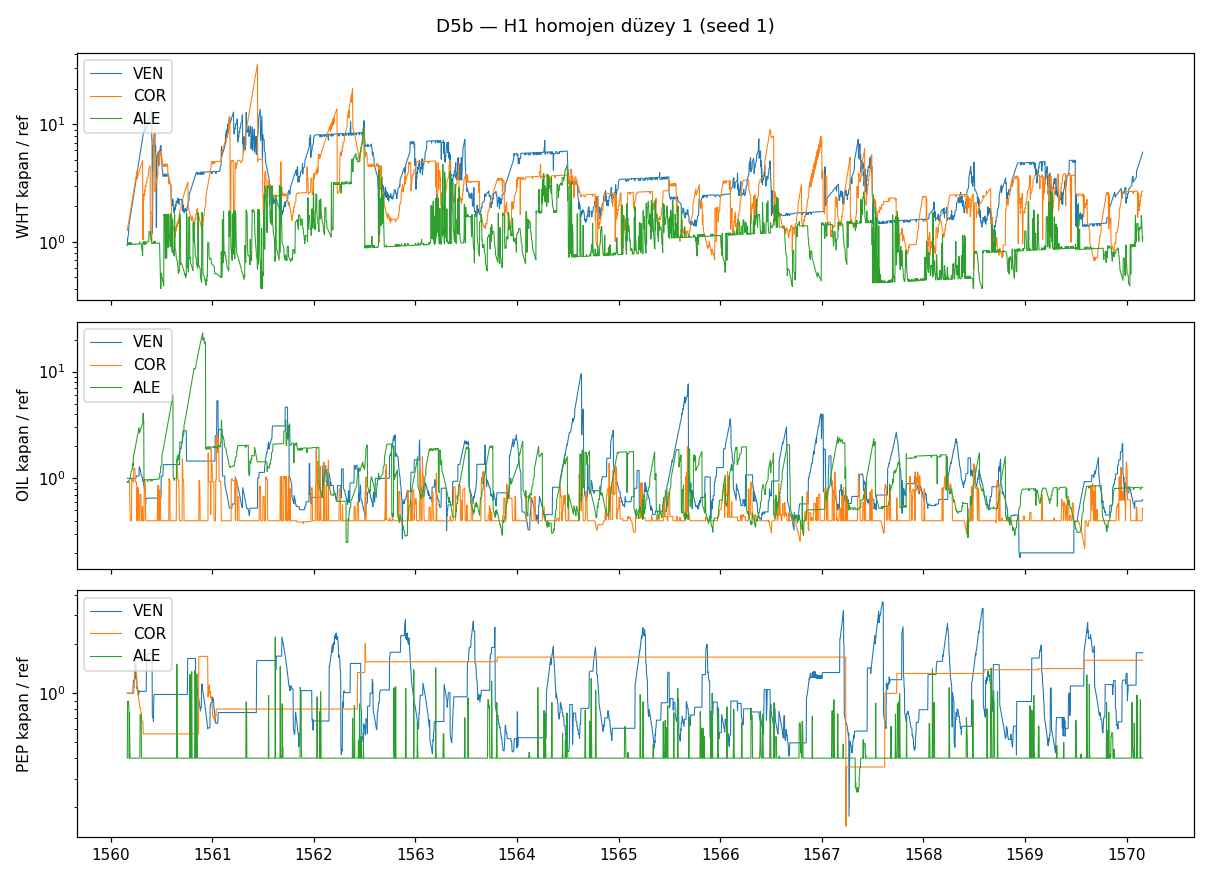 D5b — H1 homojen düzey 1 (seed 1)
WHT kapan / ref
10¹
10⁰
VEN
COR
ALE
OIL kapan / ref
10¹
10⁰
VEN
COR
ALE
PEP kapan / ref
10⁰
VEN
COR
ALE
1560 1561 1562 1563 1564 1565 1566 1567 1568 1569 1570